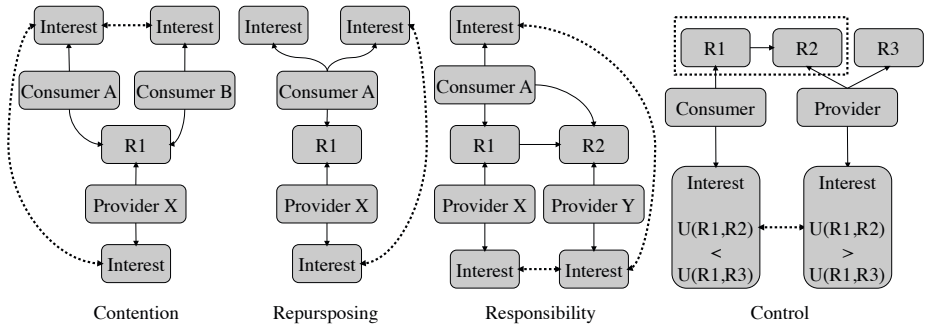 Interest
Interest
Consumer A
Consumer B
R1
Provider X
Interest
Contention
Interest
Interest
Consumer A
R1
Provider X
Interest
Repurposing
Interest
Consumer A
R1
R2
Provider X
Provider Y
Interest
Interest
Responsibility
R1
R2
R3
Consumer
Provider
Interest
U(R1,R2)
<
U(R1,R3)
Interest
U(R1,R2)
>
U(R1,R3)
Control